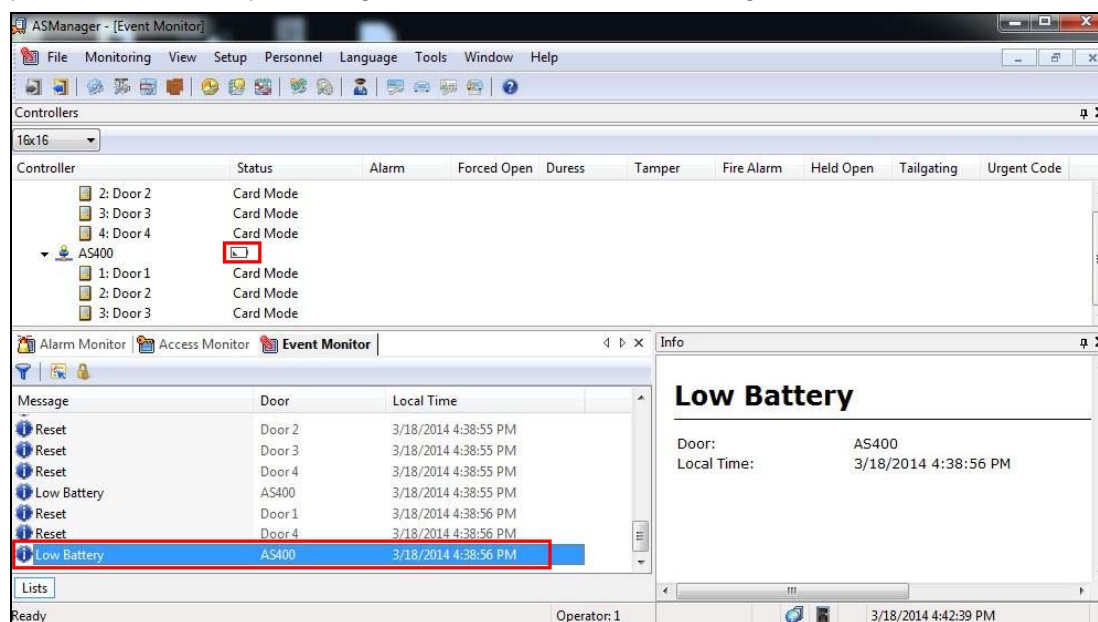 ASManager - [Event Monitor]
File Monitoring View Setup Personnel Language Tools Window Help
Controllers
16x16
Controller Status Alarm Forced Open Duress Tamper Fire Alarm Held Open Tailgating Urgent Code
2: Door 2 Card Mode
3: Door 3 Card Mode
4: Door 4 Card Mode
AS400
1: Door 1 Card Mode
2: Door 2 Card Mode
3: Door 3 Card Mode
Alarm Monitor Access Monitor Event Monitor
Info
Message Door Local Time
Reset Door 2 3/18/2014 4:38:55 PM
Reset Door 3 3/18/2014 4:38:55 PM
Reset Door 4 3/18/2014 4:38:55 PM
Low Battery AS400 3/18/2014 4:38:55 PM
Reset Door 1 3/18/2014 4:38:56 PM
Reset Door 4 3/18/2014 4:38:56 PM
Low Battery AS400 3/18/2014 4:38:56 PM
Low Battery
Door: AS400
Local Time: 3/18/2014 4:38:56 PM
Lists
Ready Operator: 1 3/18/2014 4:42:39 PM